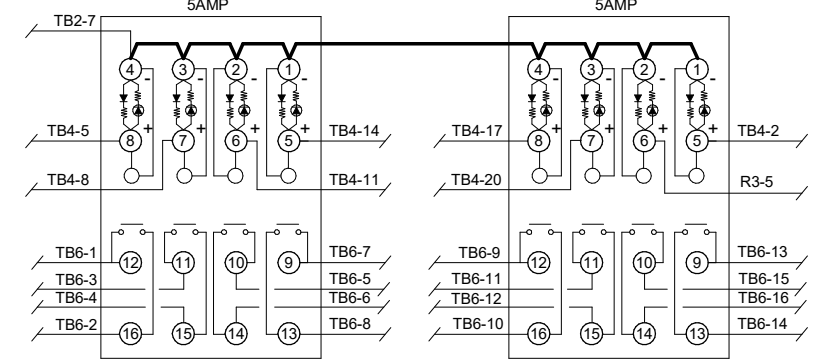 5AMP 5AMP
TB2-7
4 3 2 1 4 3 2 1
- - - - - - - -
+ + + + + + + +
TB4-5 8 7 6 5 TB4-14 TB4-17 8 7 6 5 TB4-2
TB4-8 TB4-11 TB4-20 R3-5
TB6-1 12 11 10 9 TB6-7 TB6-9 12 11 10 9 TB6-13
TB6-3 TB6-5 TB6-11 TB6-15
TB6-4 TB6-6 TB6-12 TB6-16
TB6-2 16 15 14 13 TB6-8 TB6-10 16 15 14 13 TB6-14